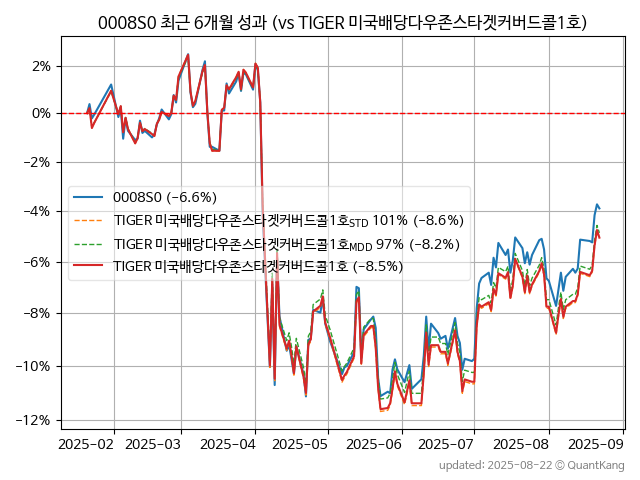 0008S0 최근 6개월 성과 (vs TIGER 미국배당다우존스타겟커버드콜1호)
2%
0%
−2%
−4%
−6%
−8%
−10%
−12%
0008S0 (−6.6%)
TIGER 미국배당다우존스타겟커버드콜1호STD 101% (−8.6%)
TIGER 미국배당다우존스타겟커버드콜1호MDD 97% (−8.2%)
TIGER 미국배당다우존스타겟커버드콜1호 (−8.5%)
2025-02 2025-03 2025-04 2025-05 2025-06 2025-07 2025-08 2025-09
updated: 2025-08-22 © QuantKang